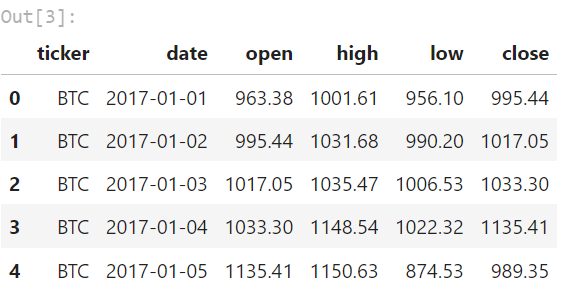 Out[3]:
ticker date open high low close
0 BTC 2017-01-01 963.38 1001.61 956.10 995.44
1 BTC 2017-01-02 995.44 1031.68 990.20 1017.05
2 BTC 2017-01-03 1017.05 1035.47 1006.53 1033.30
3 BTC 2017-01-04 1033.30 1148.54 1022.32 1135.41
4 BTC 2017-01-05 1135.41 1150.63 874.53 989.35